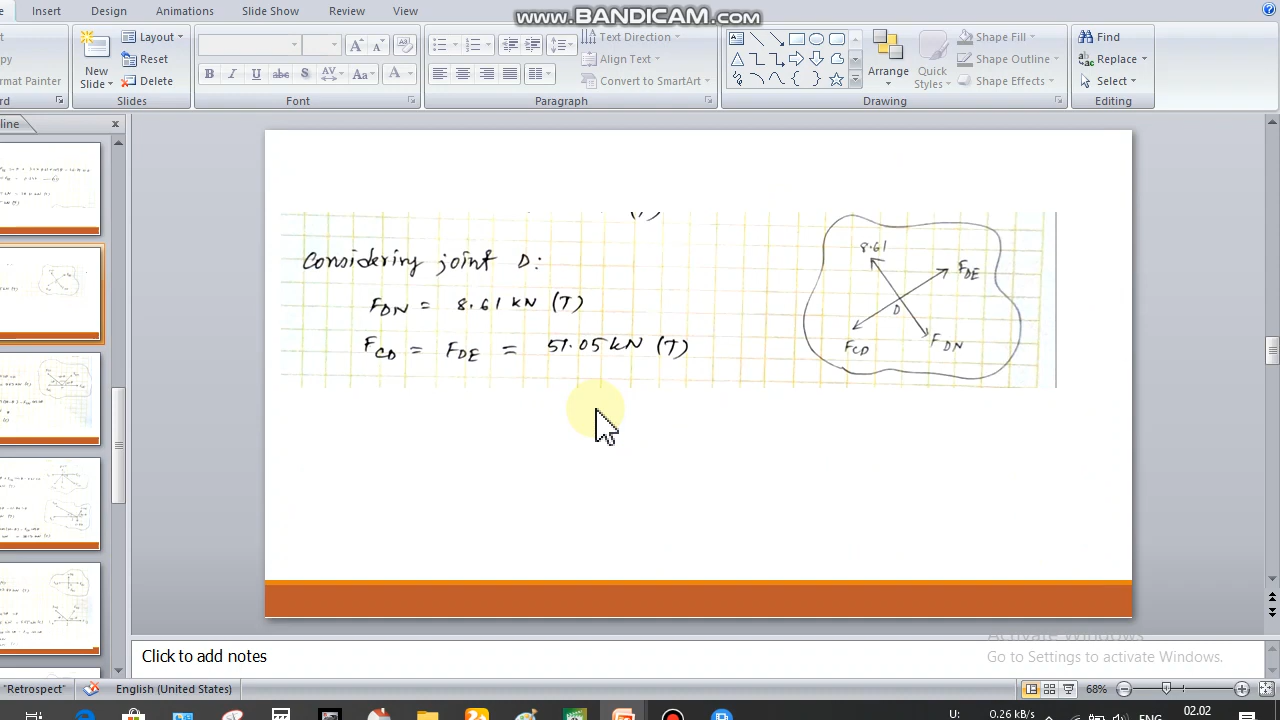 www.BANDICAM.com
Insert Design Animations Slide Show Review View
Layout
Text Direction
Shape Fill
Find
Reset
Align Text
Shape Outline
Replace
New Slide
Delete
Convert to SmartArt
Arrange
Quick Styles
Shape Effects
Select
Format Painter
Slides Font Paragraph Drawing Editing
Considering joint D:
FDN = 8.61 kN (T)
FCD = FDE = 51.05 kN (T)
8.61
FDE
D
FCD
FDN
Click to add notes
Activate Windows
Go to Settings to activate Windows.
"Retrospect" English (United States) 68%
U: 0.26 kB/s ENG 02.02